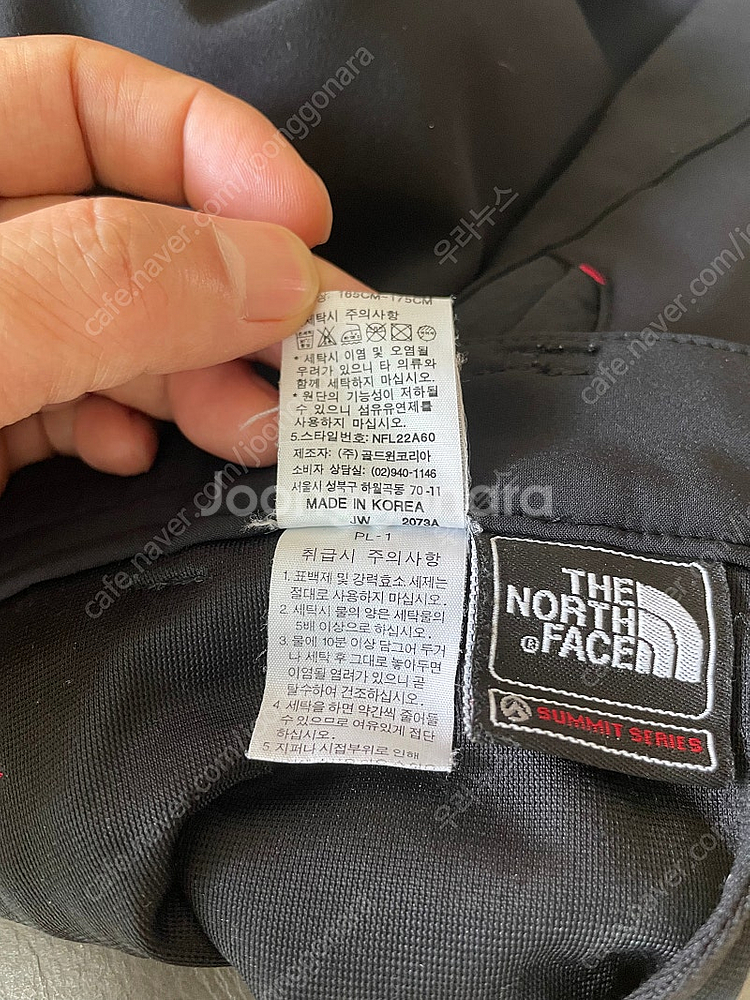 165CM-175CM
세탁시 주의사항
* 세탁시 이염 및 오염될
우려가 있으니 타 의류와
함께 세탁하지 마십시오.
* 원단의 기능성이 저하될
수 있으니 섬유유연제를
사용하지 마십시오.
5.스타일번호: NFL22A60
제조자: (주) 골드윈코리아
소비자 상담실: (02)940-1146
서울시 성북구 하월곡동 70-11
MADE IN KOREA
JW 2073A
PL-1
취급시 주의사항
1. 표백제 및 강력효소 세제는
절대로 사용하지 마십시오.
2. 세탁시 물의 양은 세탁물의
5배 이상으로 하십시오.
3. 물에 10분 이상 담그어 두거
나 세탁 후 그대로 놓아두면
이염될 염려가 있으니 곧
탈수하여 건조하십시오.
4. 세탁을 하면 약간씩 줄어들
수 있으므로 여유있게 접단
하십시오.
5. 지퍼나 시접부위로 인해
THE
NORTH
® FACE
SUMMIT SERIES
Joonggonara
cafe.naver.com/joonggonara
우라누스